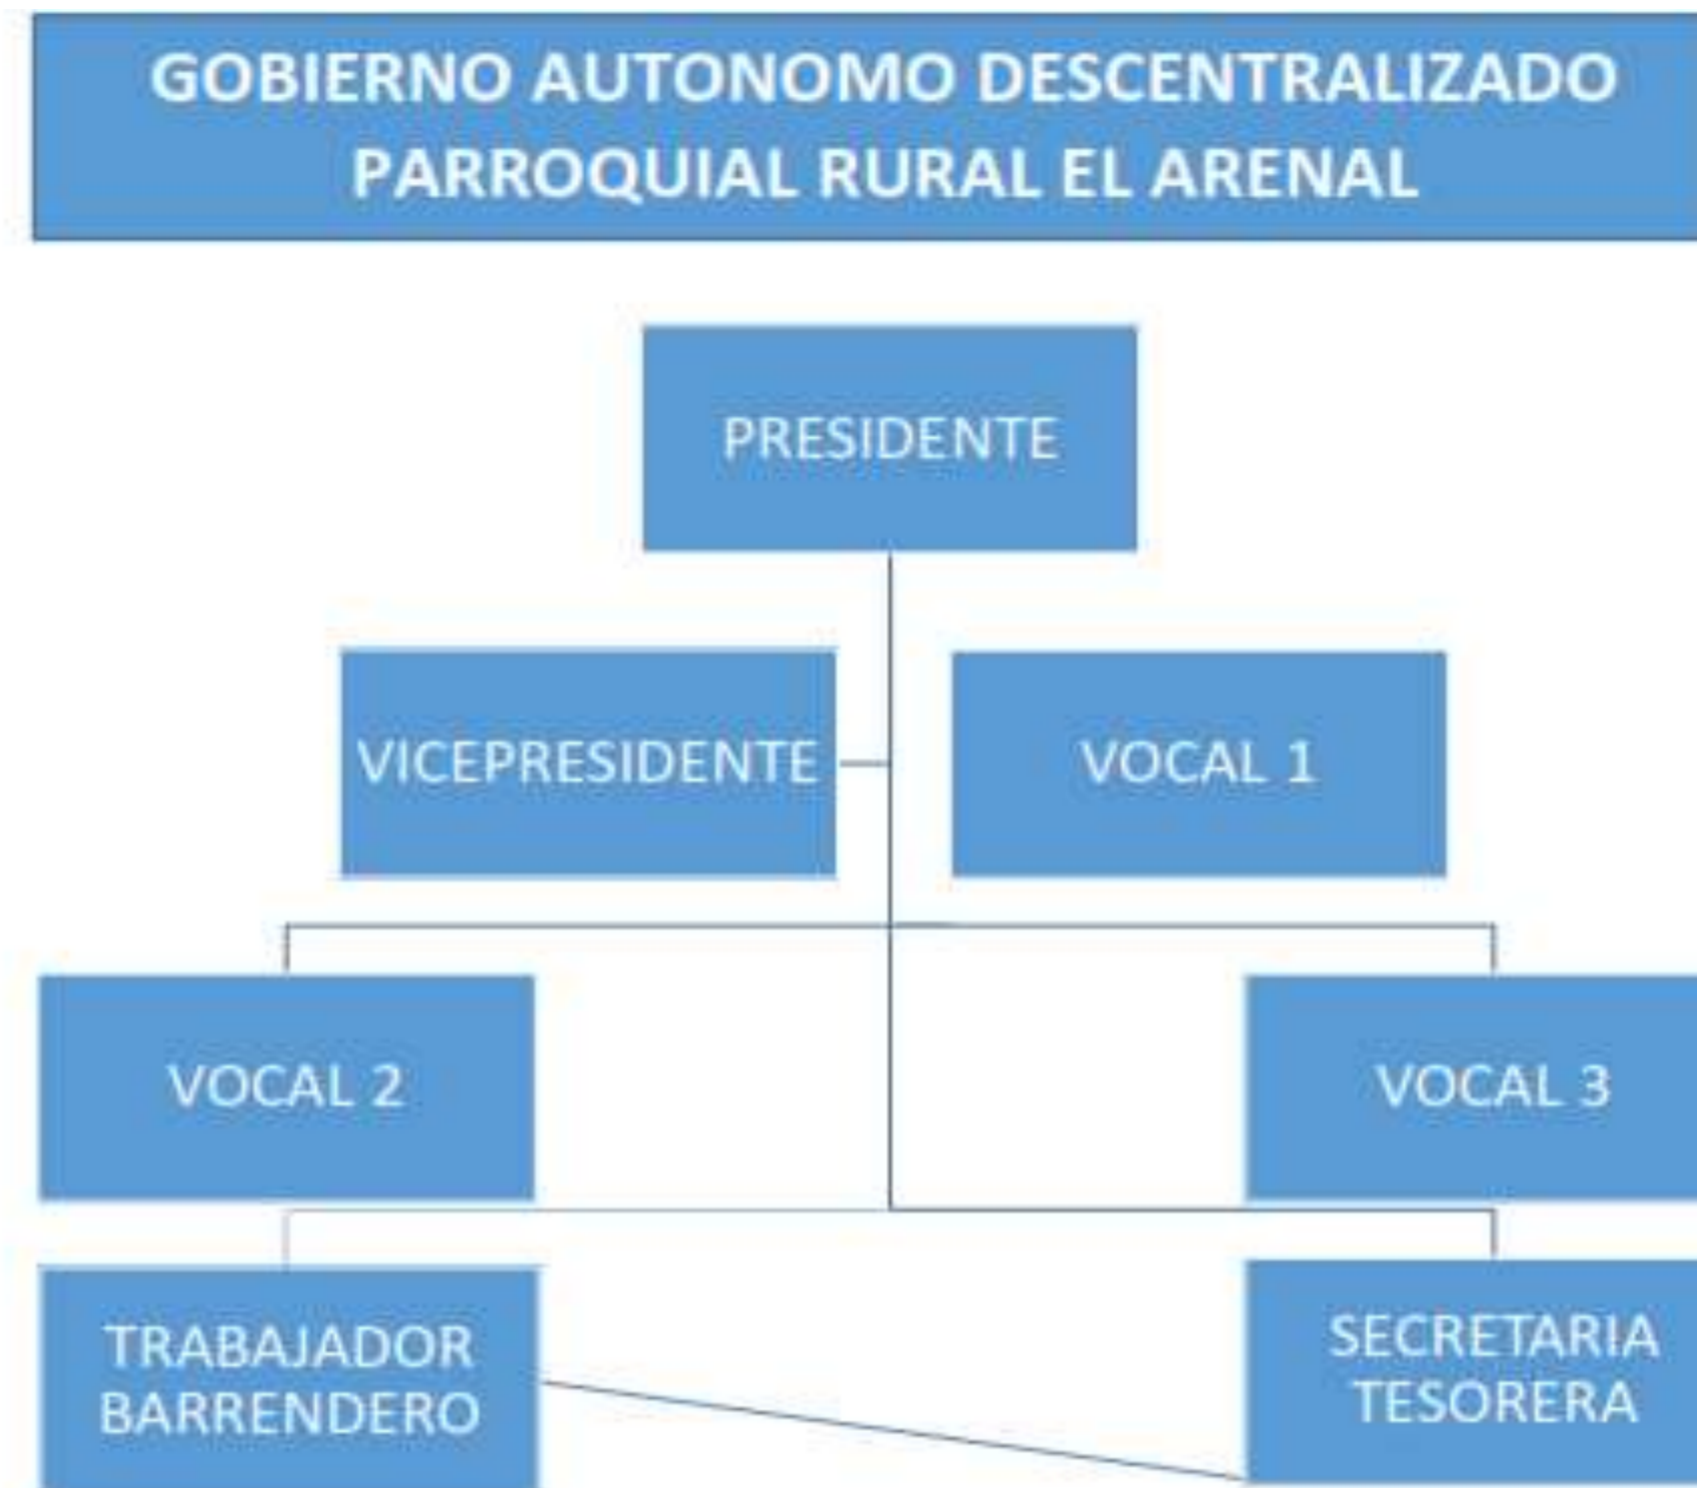 GOBIERNO AUTONOMO DESCENTRALIZADO
PARROQUIAL RURAL EL ARENAL
PRESIDENTE
VICEPRESIDENTE
VOCAL 1
VOCAL 2
VOCAL 3
TRABAJADOR
BARRENDERO
SECRETARIA
TESORERA